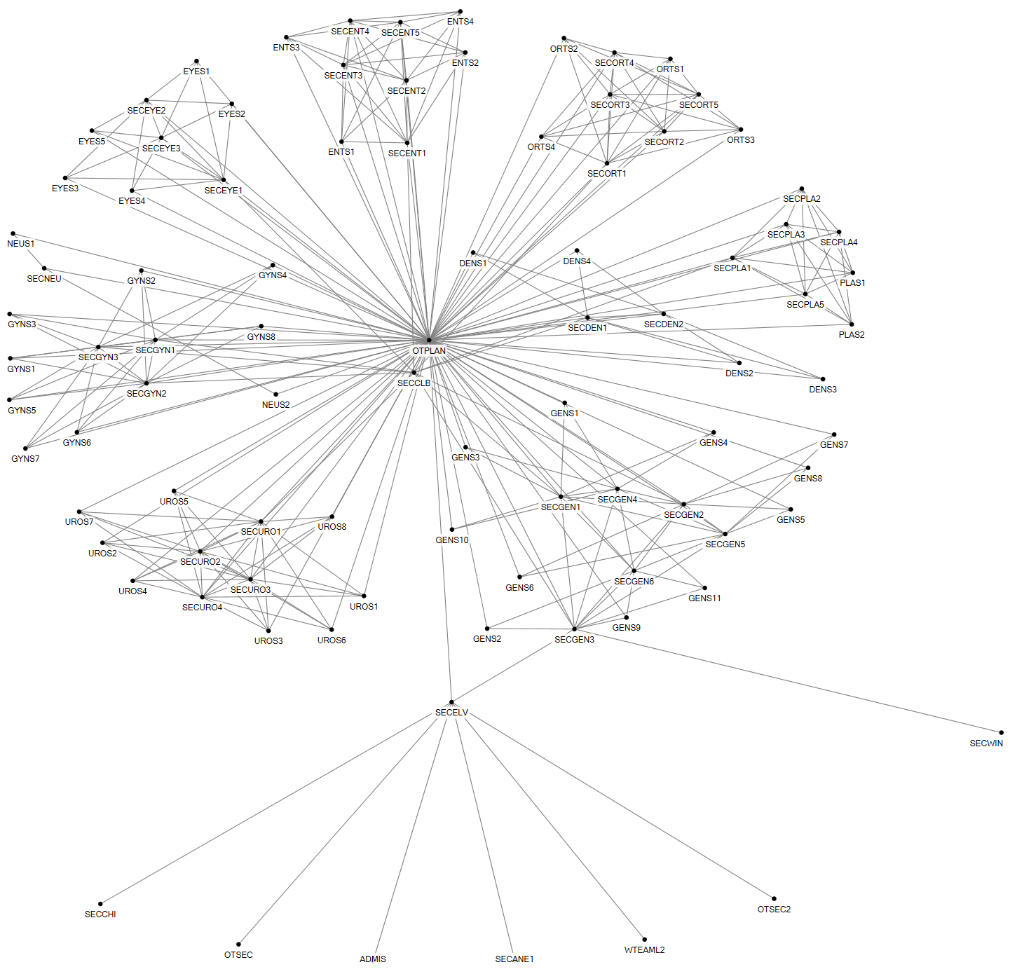 ENTS4
SECENT4
SECENT5
ENTS3
ENTS2
ORTS2
SECORT4
ORTS1
EYES1
SECENT3
SECENT2
SECORT3
SECORT5
SECEYE2
EYES2
EYES5
SECEYE3
ENTS1
SECENT1
ORTS4
SECORT2
ORTS3
SECORT1
EYES3
SECEYE1
EYES4
SECPLA2
SECPLA3
SECPLA4
NEUS1
DENS1
DENS4
SECPLA1
SECNEU
GYNS2
GYNS4
PLAS1
SECPLA5
GYNS3
GYNS8
SECDEN1
SECDEN2
PLAS2
SECGYN1
SECGYN3
OTPLAN
GYNS1
DENS2
SECCLB
DENS3
SECGYN2
NEUS2
GYNS5
GENS1
GYNS6
GENS4
GENS7
GYNS7
GENS3
GENS8
UROS5
SECGEN4
SECGEN1
SECGEN2
UROS7
UROS8
SECURO1
GENS5
GENS10
SECGEN5
UROS2
SECURO2
SECGEN6
UROS4
SECURO3
GENS6
GENS11
SECURO4
UROS1
GENS9
UROS3
UROS6
GENS2
SECGEN3
SECELV
SECWIN
SECCHI
OTSEC2
OTSEC
WTEAML2
ADMIS
SECANE1